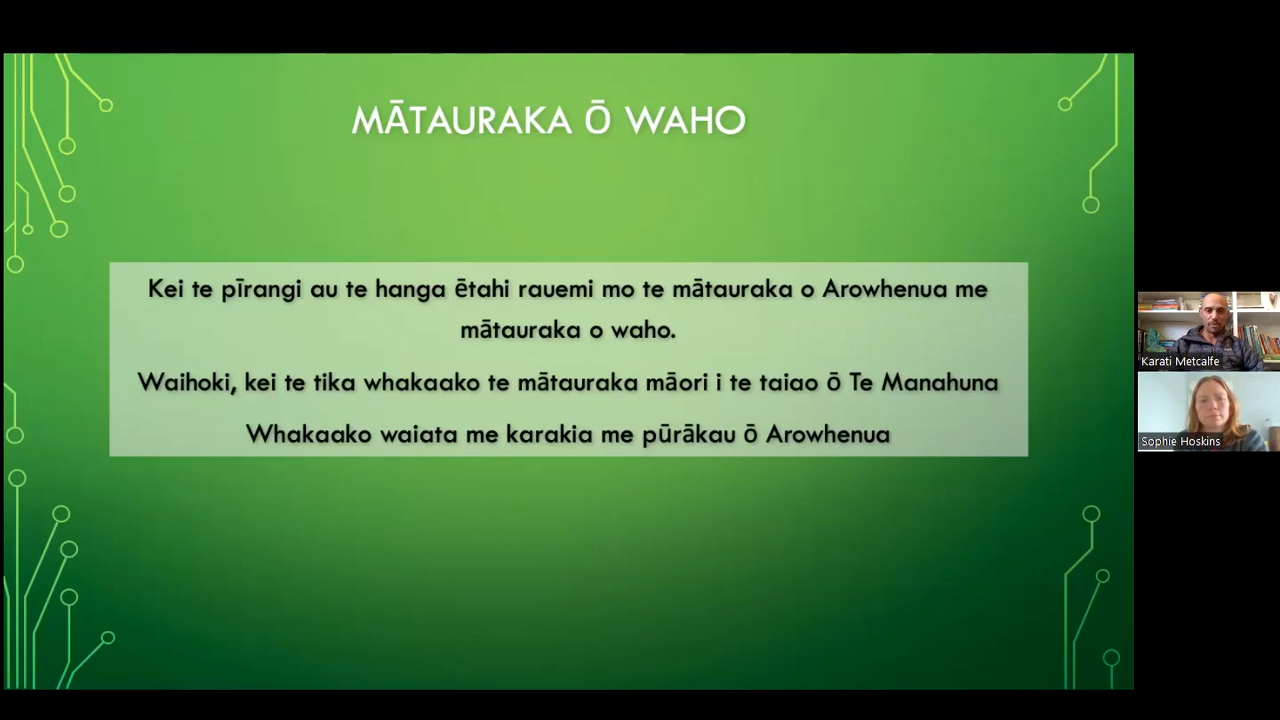 MĀTAURAKA Ō WAHO
Kei te pīrangi au te hanga ētahi rauemi mo te mātauraka o Arowhenua me
mātauraka o waho.
Waihoki, kei te tika whakaako te mātauraka māori i te taiao ō Te Manahuna
Whakaako waiata me karakia me pūrākau ō Arowhenua
Karati Metcalfe
Sophie Hoskins